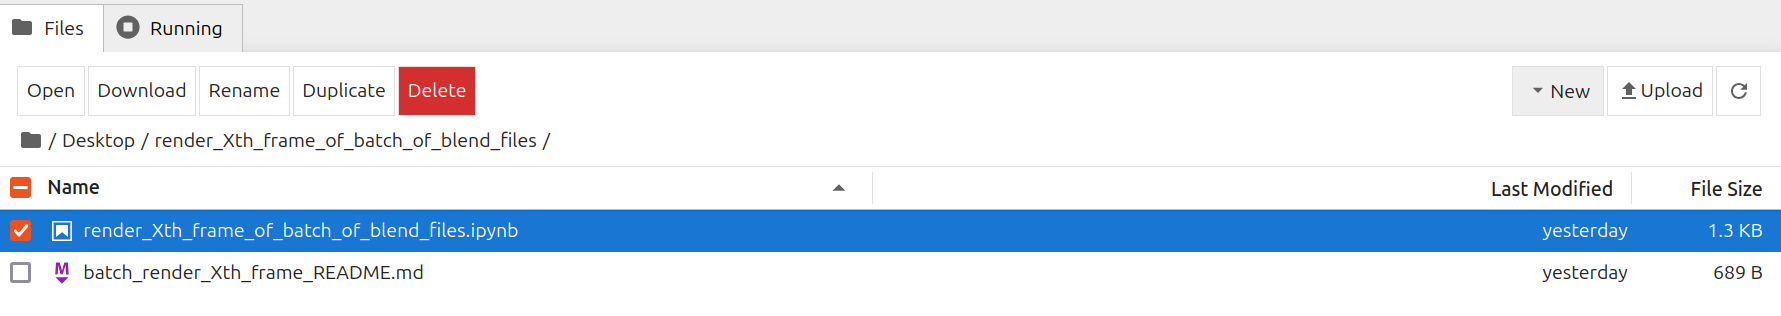 Files Running
Open Download Rename Duplicate Delete New Upload
/ Desktop / render_Xth_frame_of_batch_of_blend_files /
Name Last Modified File Size
render_Xth_frame_of_batch_of_blend_files.ipynb yesterday 1.3 KB
batch_render_Xth_frame_README.md yesterday 689 B